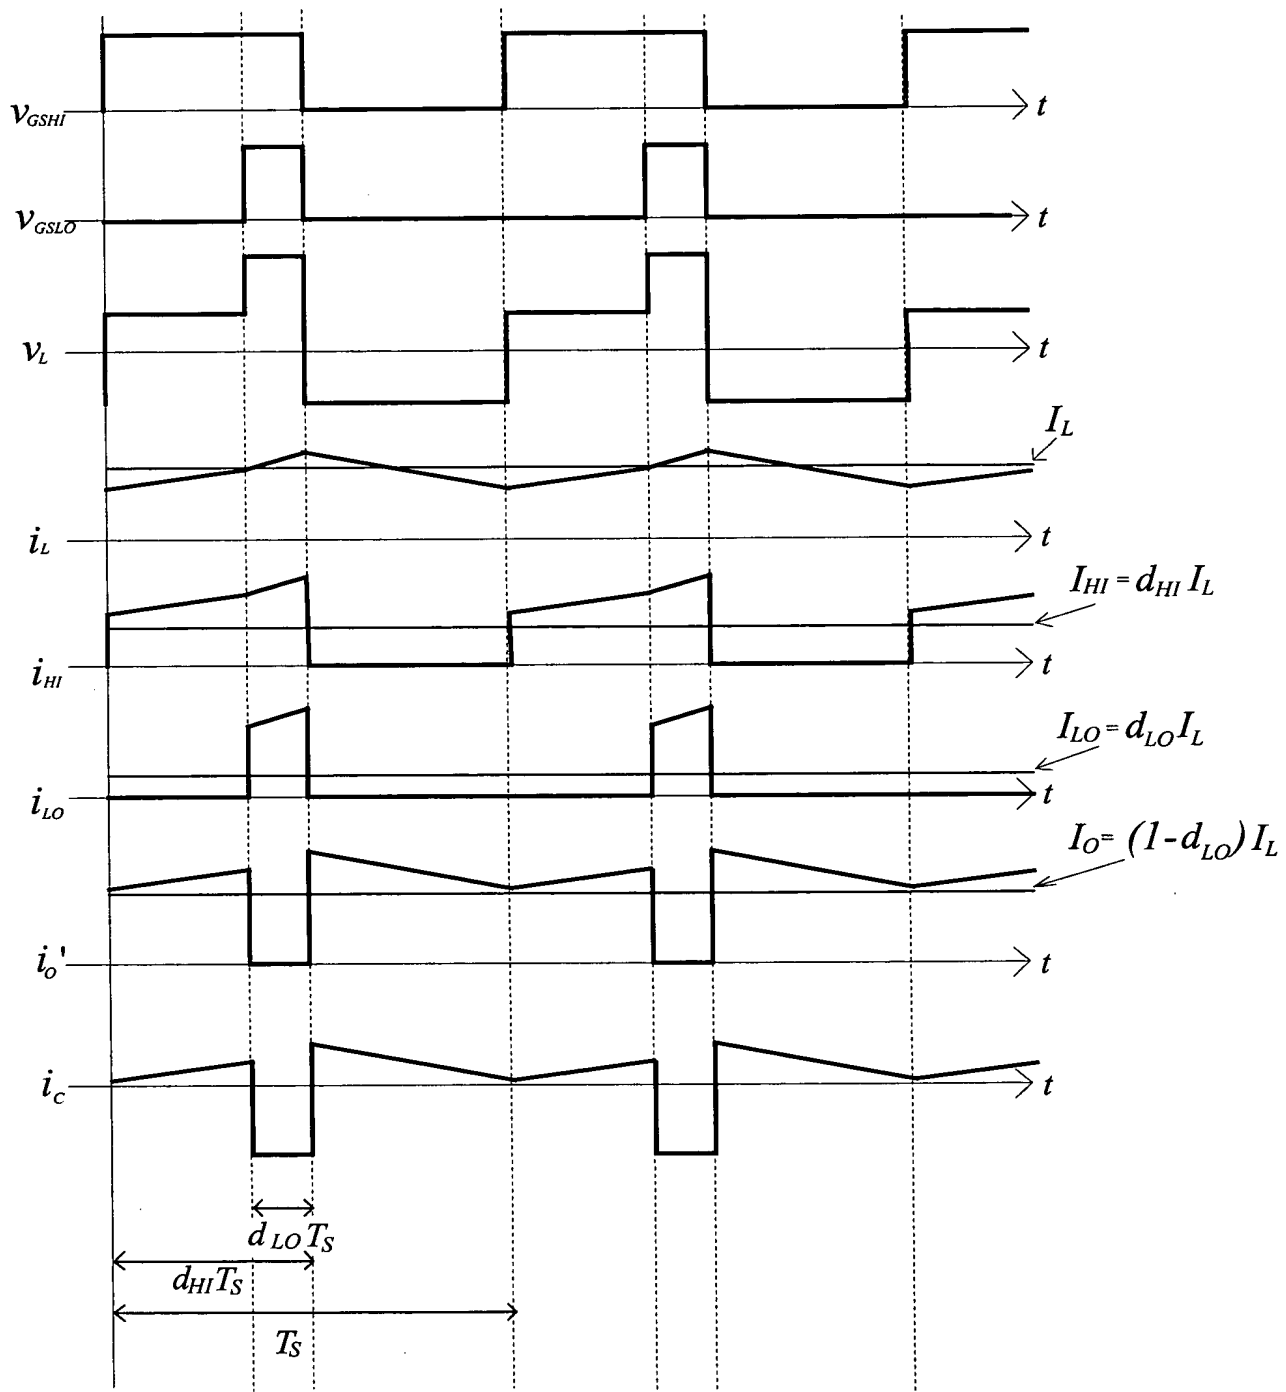 v_GSHI t
v_GSLO t
v_L t
I_L
i_L t
I_HI = d_HI I_L
i_HI t
I_LO = d_LO I_L
i_LO t
I_O = (1-d_LO) I_L
i_o' t
i_c t
d_LO T_S
d_HI T_S
T_S